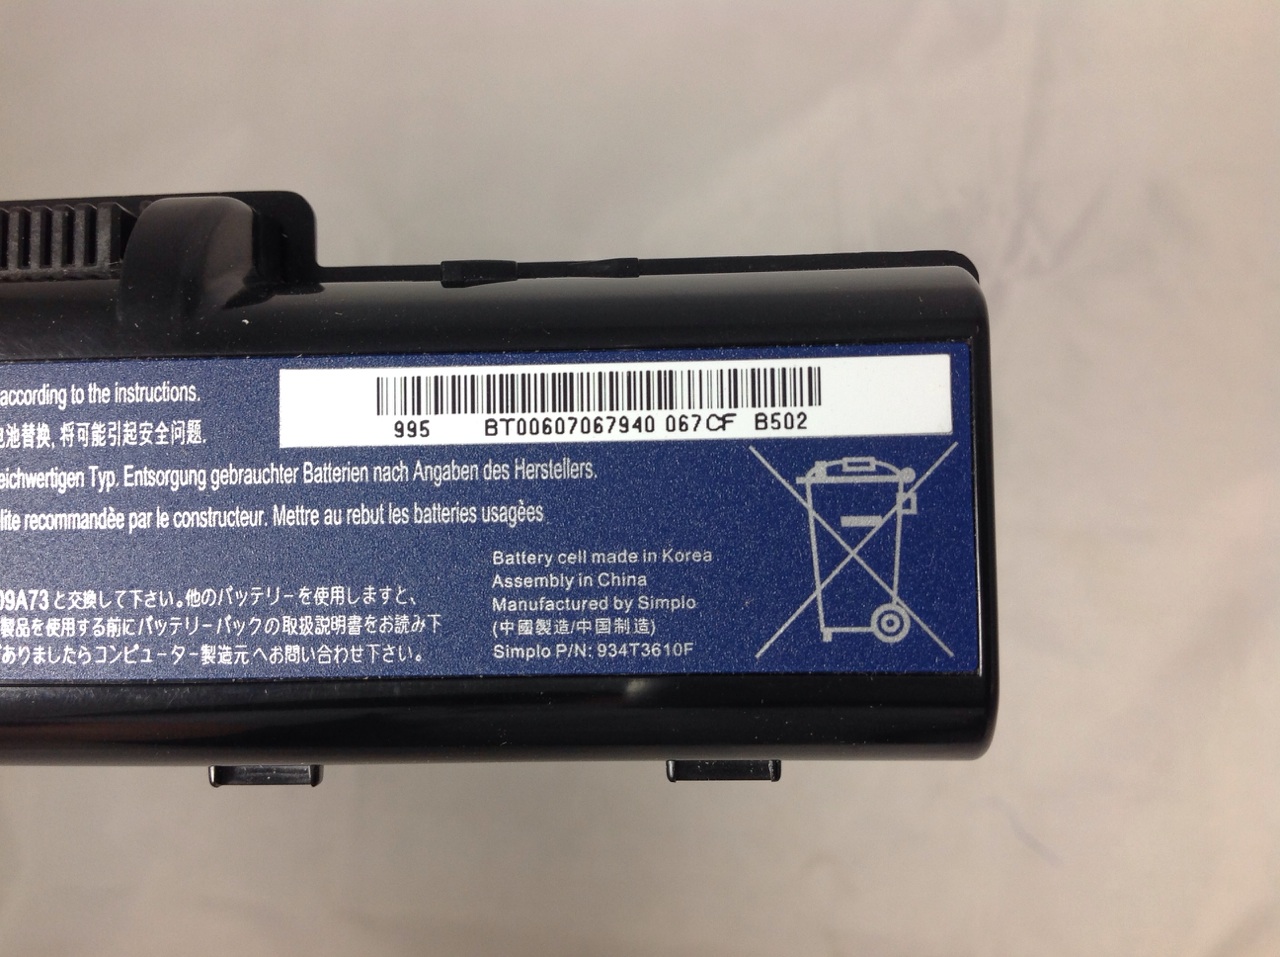 according to the instructions.
池替换, 将可能引起安全问题.
995 BT00607067940 067CF B502
eichwertigen Typ. Entsorgung gebrauchter Batterien nach Angaben des Herstellers.
lite recommandèe par le constructeur. Mettre au rebut les batteries usagèes
09A73 と交換して下さい。他のバッテリーを使用しますと、
製品を使用する前にバッテリーパックの取扱説明書をお読み下
ありましたらコンピューター製造元へお問い合わせ下さい。
Battery cell made in Korea
Assembly in China
Manufactured by Simplo
(中國製造/中国制造)
Simplo P/N: 934T3610F